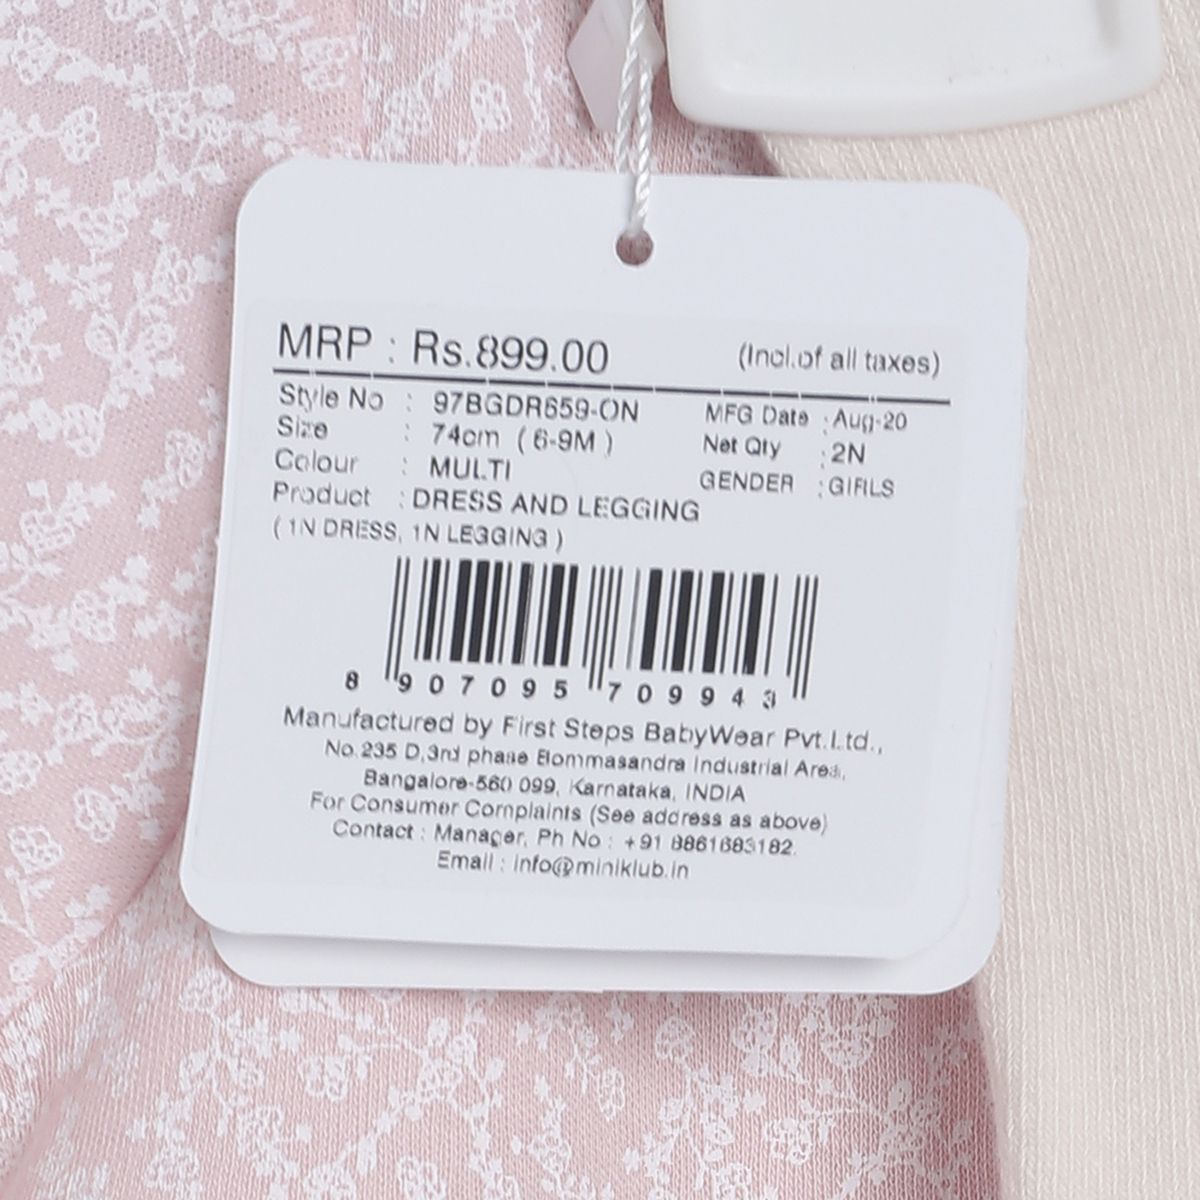 MRP : Rs.899.00 (Incl.of all taxes)
Style No : 97BGDR659-ON MFG Date : Aug-20
Size : 74cm ( 6-9M ) Net Qty : 2N
Colour : MULTI GENDER : GIRLS
Product : DRESS AND LEGGING
( 1N DRESS, 1N LEGGING )
8 907095 709943
Manufactured by First Steps BabyWear Pvt.Ltd.,
No.235 D,3rd phase Bommasandra Industrial Area,
Bangalore-560 099, Karnataka, INDIA
For Consumer Complaints (See address as above)
Contact : Manager, Ph No : +91 8861683182.
Email : info@miniklub.in